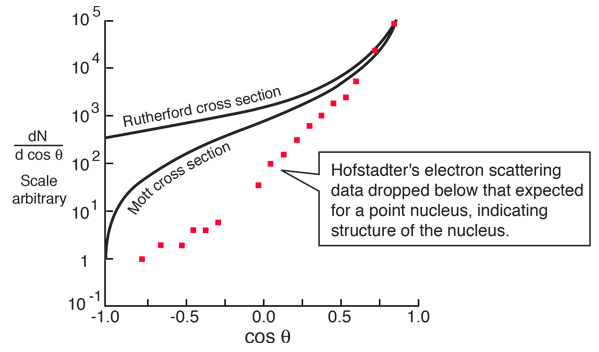 10^5
10^4
10^3
10^2
10^1
1
10^-1
dN
d cos θ
Scale
arbitrary
Rutherford cross section
Mott cross section
Hofstadter's electron scattering
data dropped below that expected
for a point nucleus, indicating
structure of the nucleus.
-1.0
-0.5
0.0
0.5
1.0
cos θ